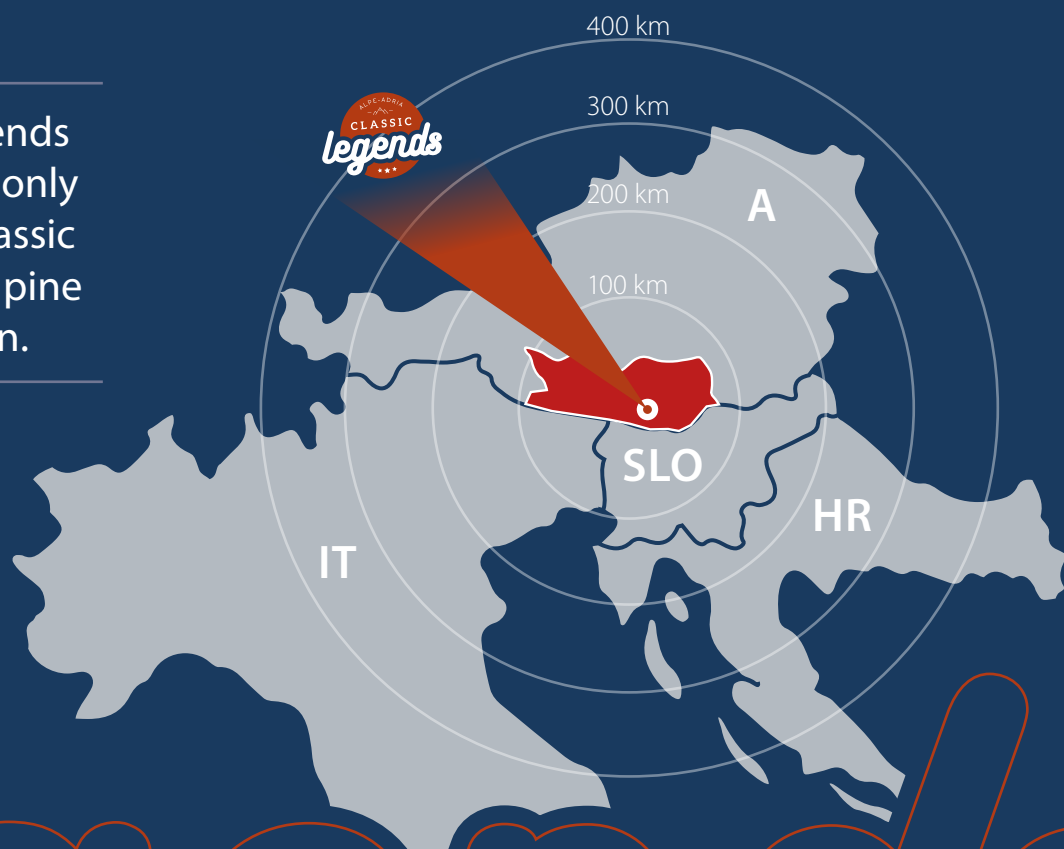 ends
only
assic
pine
n.
400 km
300 km
200 km
100 km
ALPE-ADRIA
CLASSIC
legends
A
SLO
HR
IT